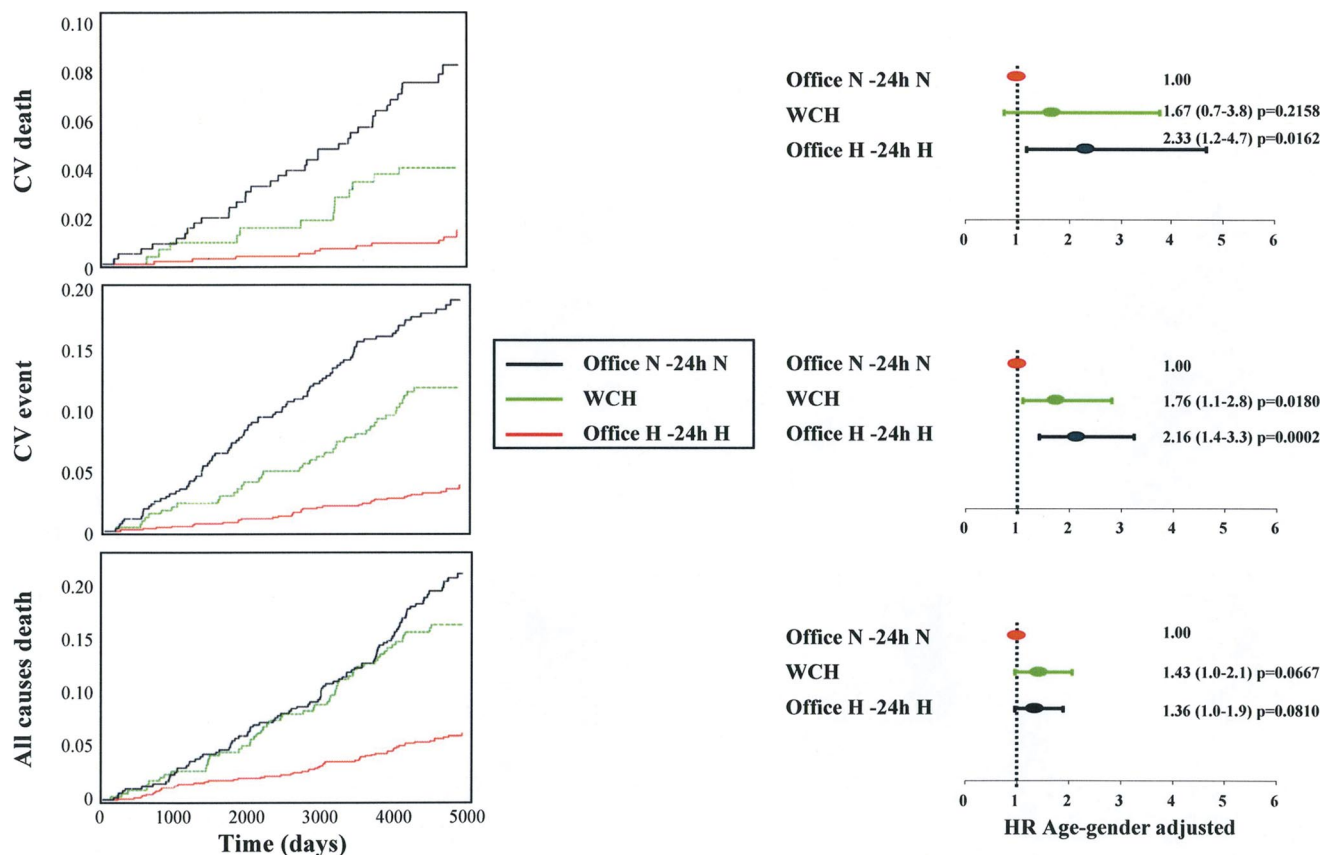 CV death
0.10
0.08
0.06
0.04
0.02
0
Office N -24h N
WCH
Office H -24h H
1.00
1.67 (0.7-3.8) p=0.2158
2.33 (1.2-4.7) p=0.0162
0 1 2 3 4 5 6
CV event
0.20
0.15
0.10
0.05
0
Office N -24h N
WCH
Office H -24h H
Office N -24h N
WCH
Office H -24h H
1.00
1.76 (1.1-2.8) p=0.0180
2.16 (1.4-3.3) p=0.0002
0 1 2 3 4 5 6
All causes death
0.20
0.15
0.10
0.05
0
0 1000 2000 3000 4000 5000
Time (days)
Office N -24h N
WCH
Office H -24h H
1.00
1.43 (1.0-2.1) p=0.0667
1.36 (1.0-1.9) p=0.0810
0 1 2 3 4 5 6
HR Age-gender adjusted